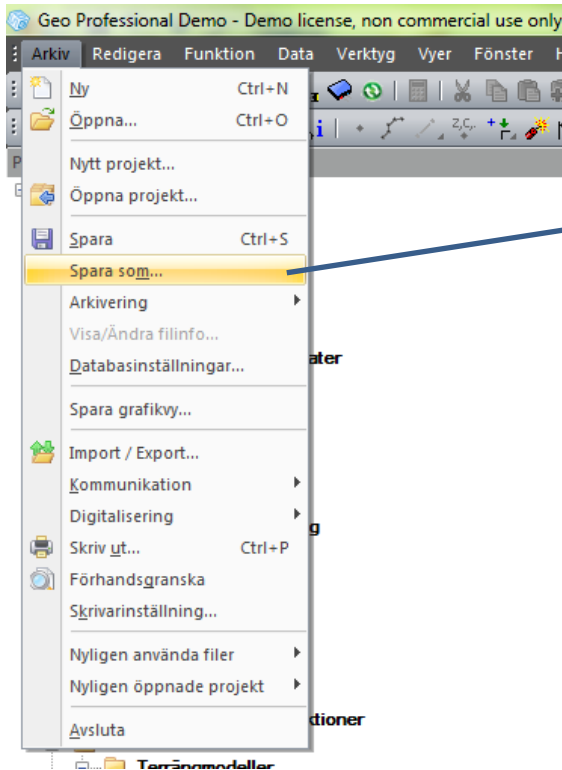 Geo Professional Demo - Demo license, non commercial use only
Arkiv Redigera Funktion Data Verktyg Vyer Fönster H
Ny Ctrl+N
Öppna... Ctrl+O
Nytt projekt...
Öppna projekt...
Spara Ctrl+S
Spara som...
Arkivering
Visa/Ändra filinfo...
ater
Databasinställningar...
Spara grafikvy...
Import / Export...
Kommunikation
Digitalisering
g
Skriv ut... Ctrl+P
Förhandsgranska
Skrivarinställning...
Nyligen använda filer
Nyligen öppnade projekt
ktioner
Avsluta
Terrängmodeller